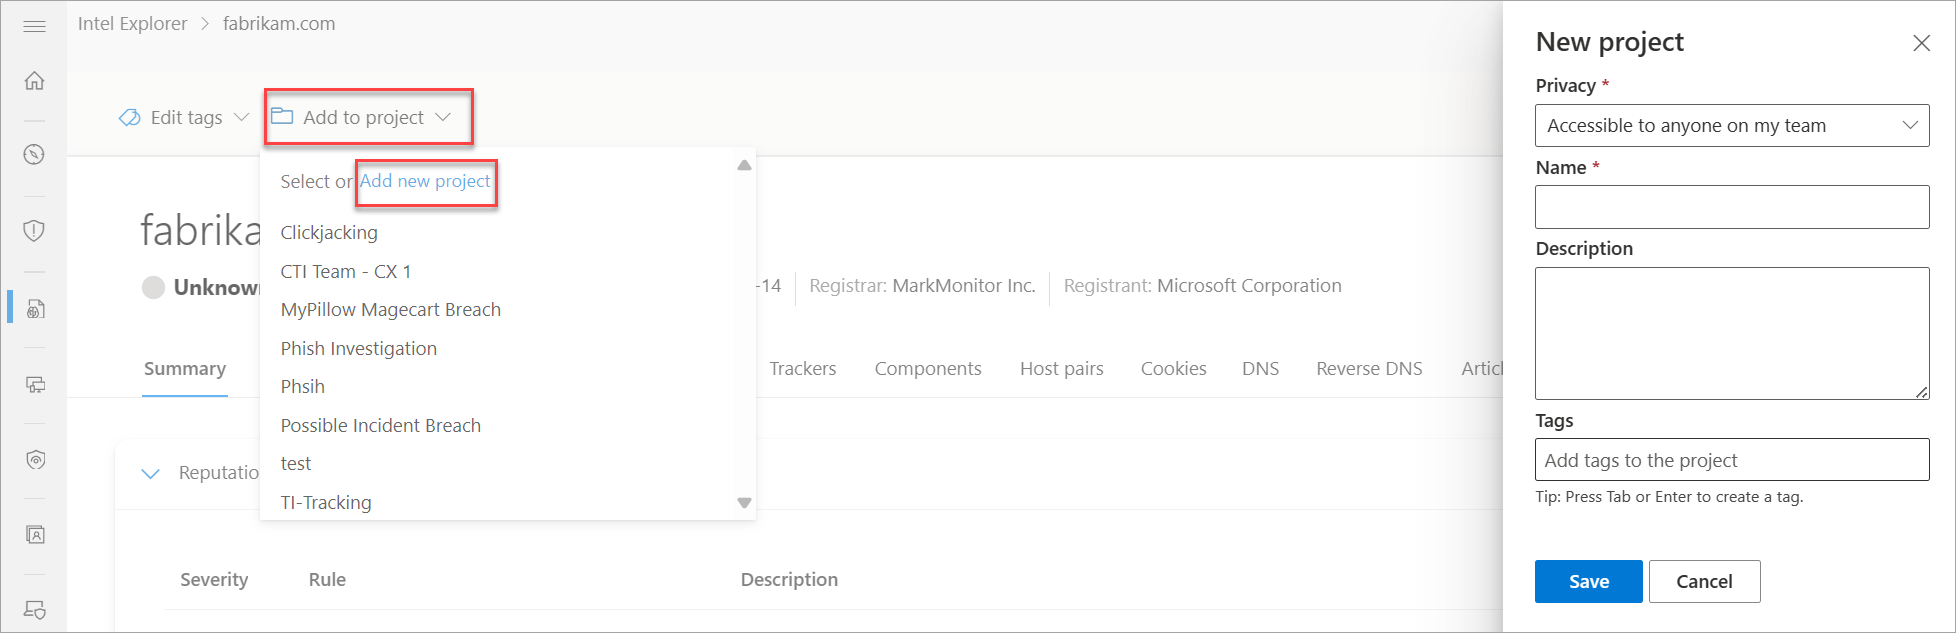 Intel Explorer > fabrikam.com
Edit tags
Add to project
Select or Add new project
Clickjacking
CTI Team - CX 1
MyPillow Magecart Breach
Phish Investigation
Phsih
Possible Incident Breach
test
TI-Tracking
fabrika
Unknown
-14
Registrar: MarkMonitor Inc.
Registrant: Microsoft Corporation
Summary
Trackers
Components
Host pairs
Cookies
DNS
Reverse DNS
Articl
Reputatio
Severity
Rule
Description
New project
Privacy *
Accessible to anyone on my team
Name *
Description
Tags
Add tags to the project
Tip: Press Tab or Enter to create a tag.
Save
Cancel